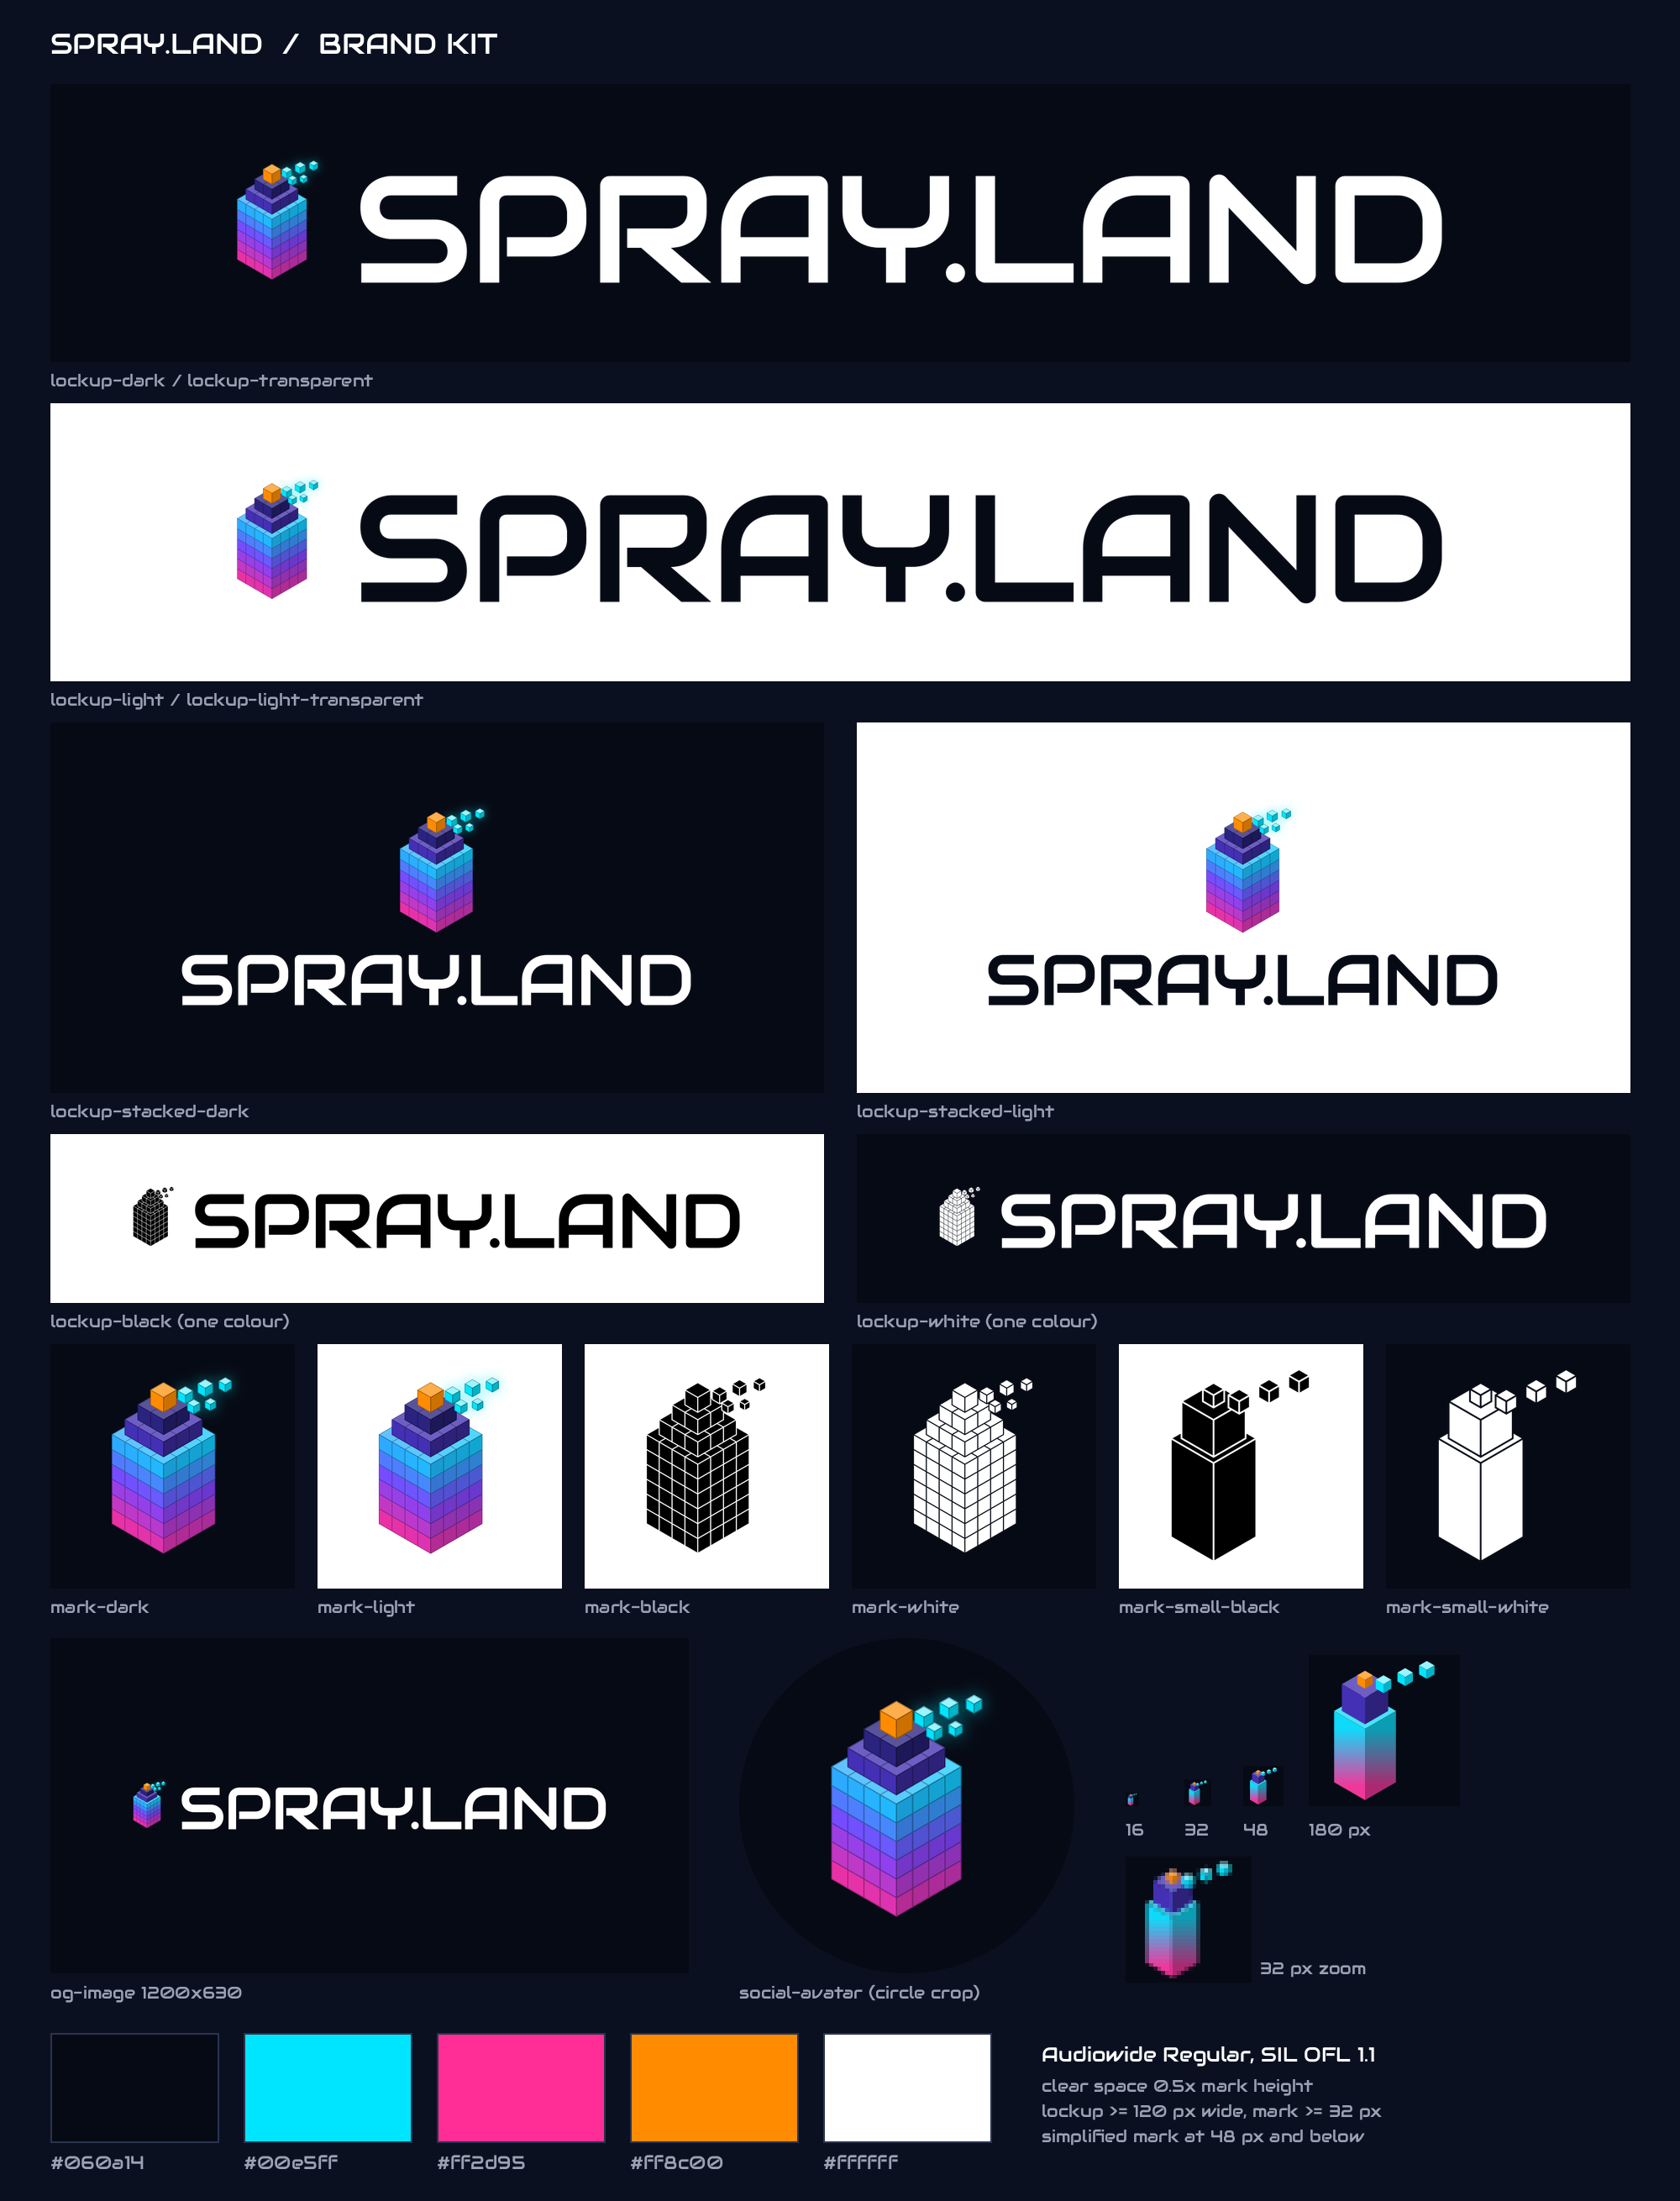 SPRAY.LAND / BRAND KIT
SPRAY.LAND
lockup-dark / lockup-transparent
SPRAY.LAND
lockup-light / lockup-light-transparent
SPRAY.LAND
SPRAY.LAND
lockup-stacked-dark
lockup-stacked-light
SPRAY.LAND
SPRAY.LAND
lockup-black (one colour)
lockup-white (one colour)
mark-dark
mark-light
mark-black
mark-white
mark-small-black
mark-small-white
SPRAY.LAND
16
32
48
180 px
32 px zoom
og-image 1200x630
social-avatar (circle crop)
Audiowide Regular, SIL OFL 1.1
clear space 0.5x mark height
lockup >= 120 px wide, mark >= 32 px
simplified mark at 48 px and below
#060a14
#00e5ff
#ff2d95
#ff8c00
#ffffff